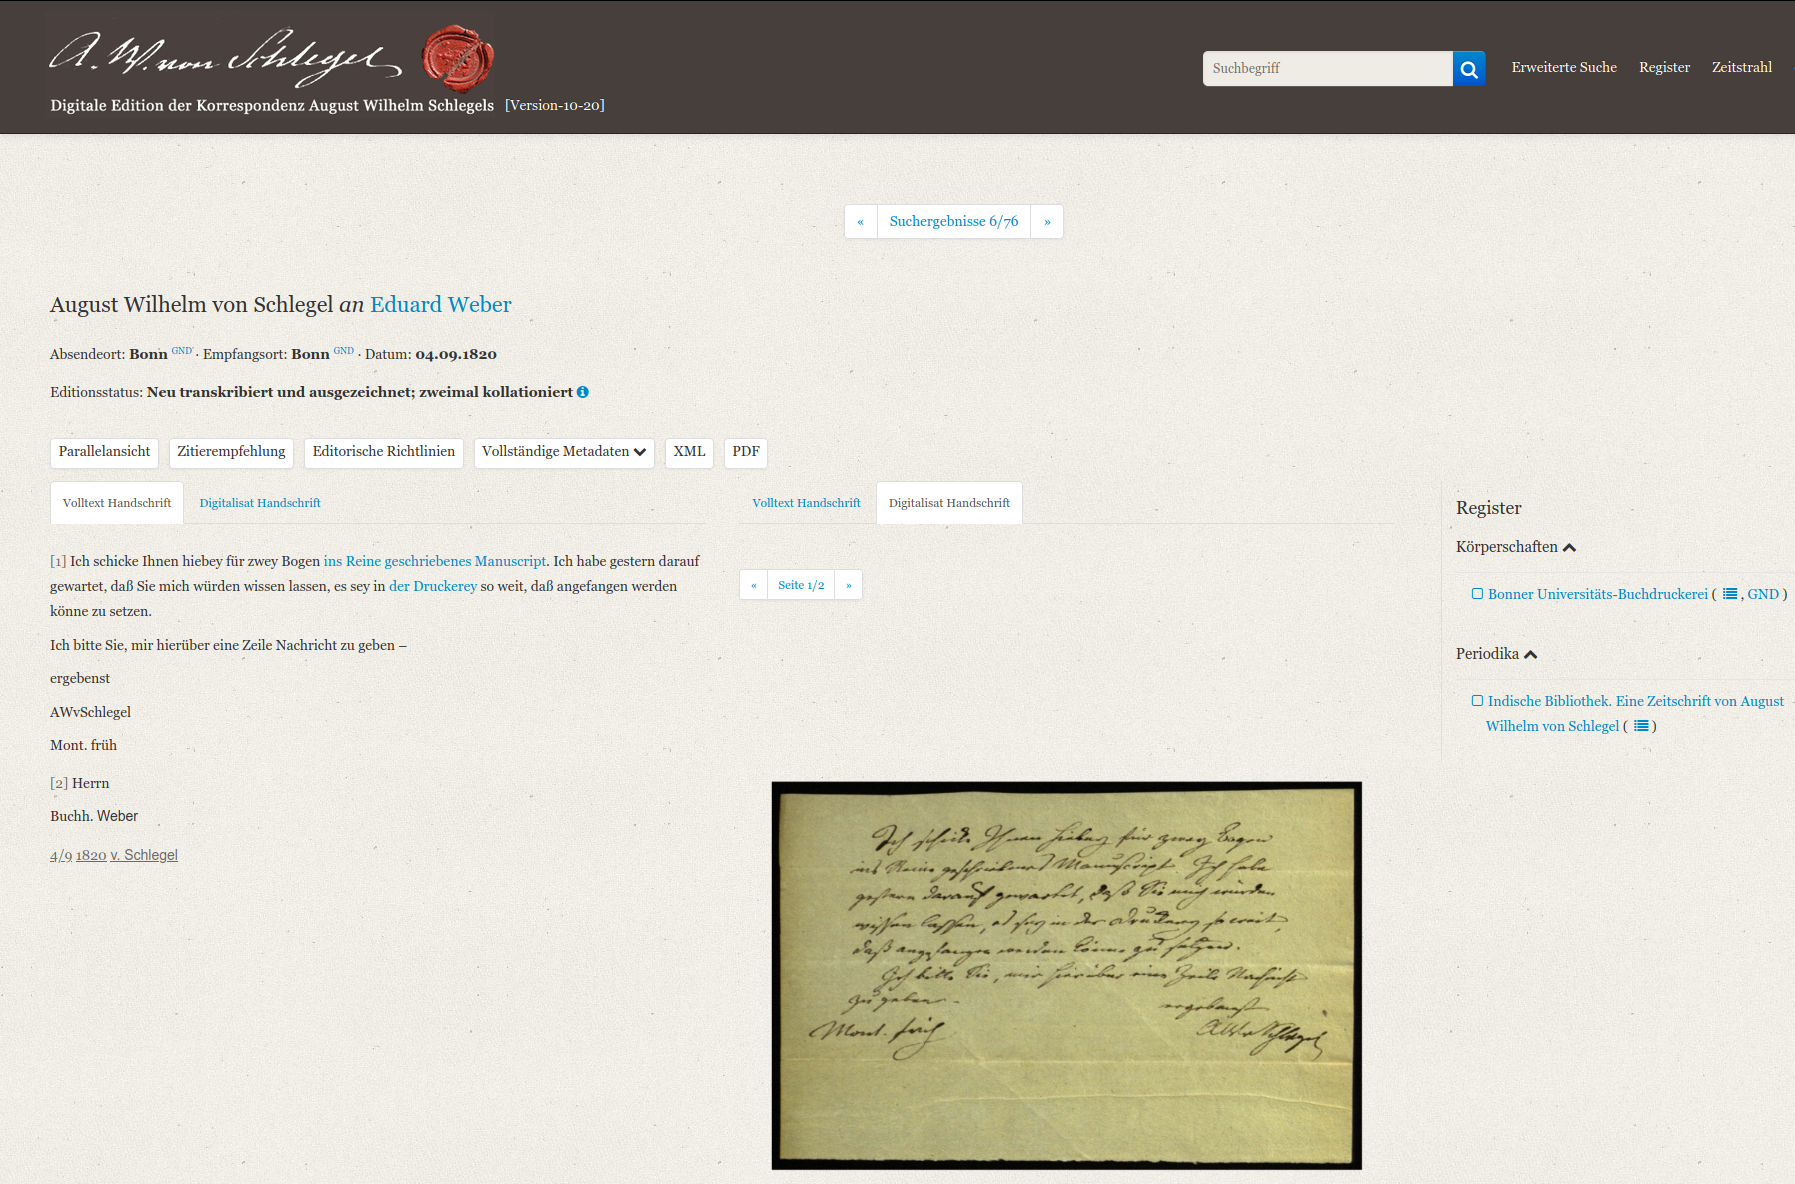 A. W. von Schlegel
Digitale Edition der Korrespondenz August Wilhelm Schlegels [Version-10-20]
Suchbegriff
Erweiterte Suche Register Zeitstrahl
« Suchergebnisse 6/76 »
August Wilhelm von Schlegel an Eduard Weber
Absendeort: Bonn GND · Empfangsort: Bonn GND · Datum: 04.09.1820
Editionsstatus: Neu transkribiert und ausgezeichnet; zweimal kollationiert
Parallelansicht Zitierempfehlung Editorische Richtlinien Vollständige Metadaten XML PDF
Volltext Handschrift Digitalisat Handschrift
[1] Ich schicke Ihnen hiebey für zwey Bogen ins Reine geschriebenes Manuscript. Ich habe gestern darauf
gewartet, daß Sie mich würden wissen lassen, es sey in der Druckerey so weit, daß angefangen werden
könne zu setzen.
Ich bitte Sie, mir hierüber eine Zeile Nachricht zu geben –
ergebenst
AWvSchlegel
Mont. früh
[2] Herrn
Buchh. Weber
4/9 1820 v. Schlegel
Volltext Handschrift Digitalisat Handschrift
« Seite 1/2 »
Ich schicke Ihnen hiebey für zwey Bogen
ins Reine geschriebenes Manuscript. Ich habe
gestern darauf gewartet, daß Sie mich würden
wissen lassen, es sey in der Druckerey so weit,
daß angefangen werden könne zu setzen.
Ich bitte Sie, mir hierüber eine Zeile Nachricht
zu geben –
ergebenst
Mont. früh
AWvSchlegel
Register
Körperschaften
Bonner Universitäts-Buchdruckerei ( , GND )
Periodika
Indische Bibliothek. Eine Zeitschrift von August
Wilhelm von Schlegel ( )